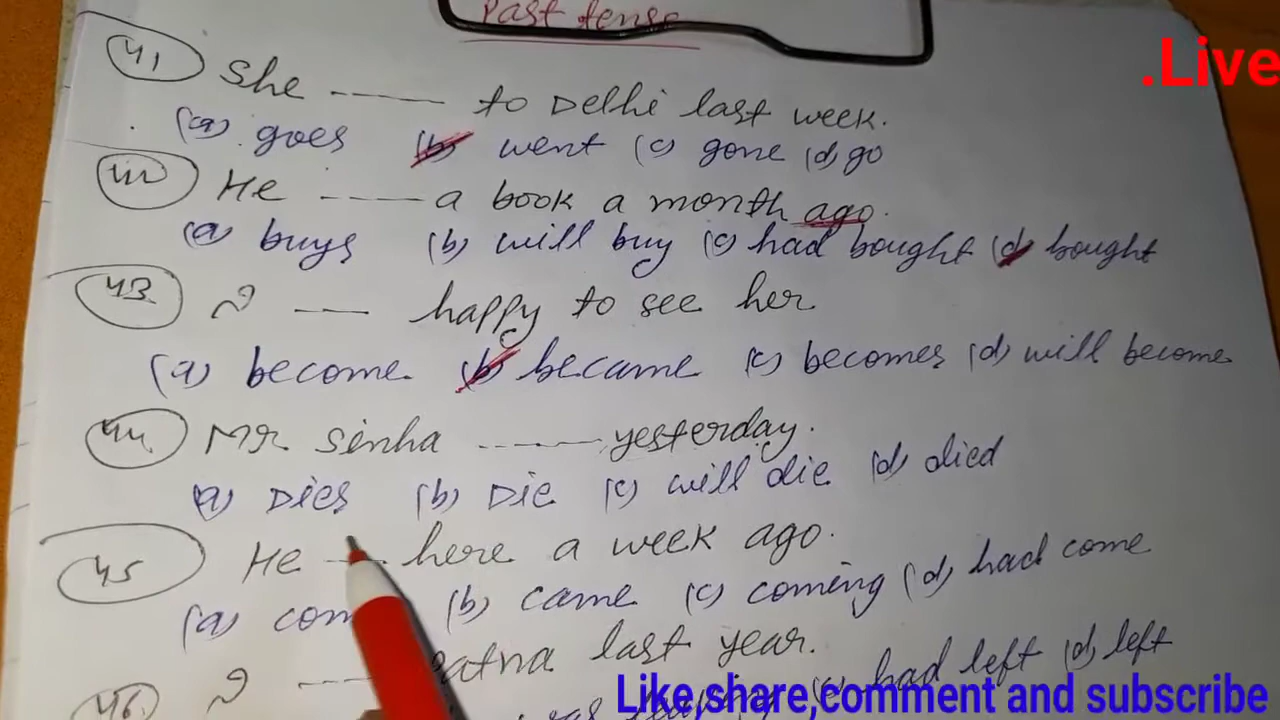 Past tense
.Live
41 She ------ to Delhi last week.
(a) goes (b) went (c) gone (d) go
He ------ a book a month ago.
(a) buys (b) will buy (c) had bought (d) bought
43. I ---- happy to see her
(a) become (b) became (c) becomes (d) will become
44. Mr Sinha ------ yesterday.
(a) Dies (b) Die (c) will die (d) died
45 He ---- here a week ago.
(a) com (b) came (c) coming (d) had come
46. I ---- atna last year.
(c) had left (d) left
Like,share,comment and subscribe